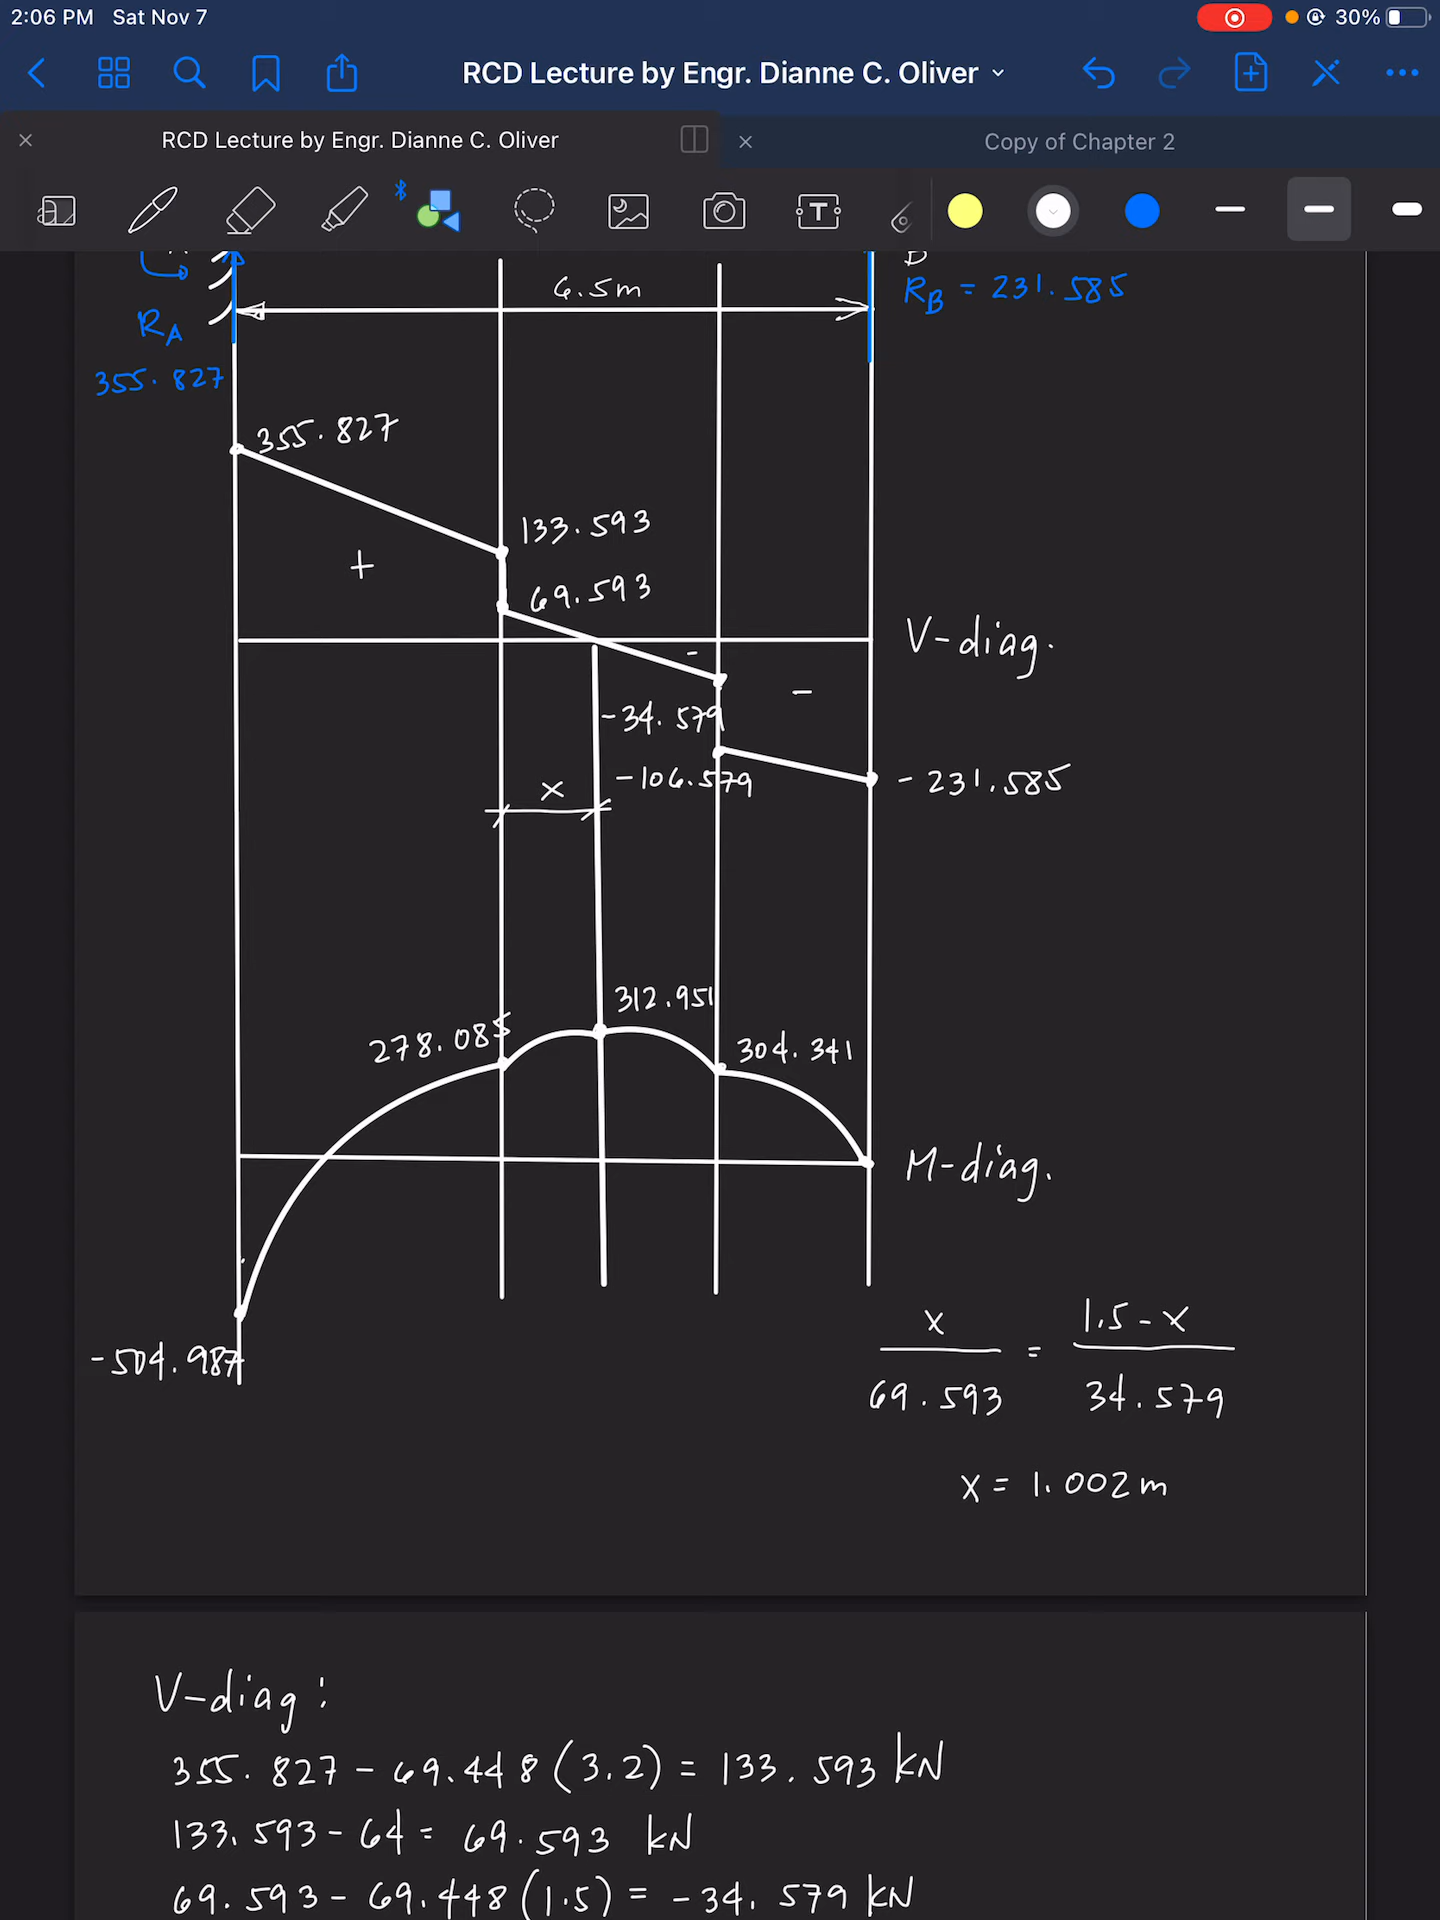 2:06 PM Sat Nov 7
30%
RCD Lecture by Engr. Dianne C. Oliver
RCD Lecture by Engr. Dianne C. Oliver
Copy of Chapter 2
T
6.5m
B
R_B = 231.585
R_A
355.827
355.827
133.593
+
69.593
V-diag.
-
-
-34.579
-106.579
-231.585
x
312.951
278.085
304.341
M-diag.
-504.987
x/69.593 = 1.5-x/34.579
x = 1.002m
V-diag:
355.827 - 69.448 (3.2) = 133.593 kN
133.593 - 64 = 69.593 kN
69.593 - 69.448 (1.5) = -34.579 kN